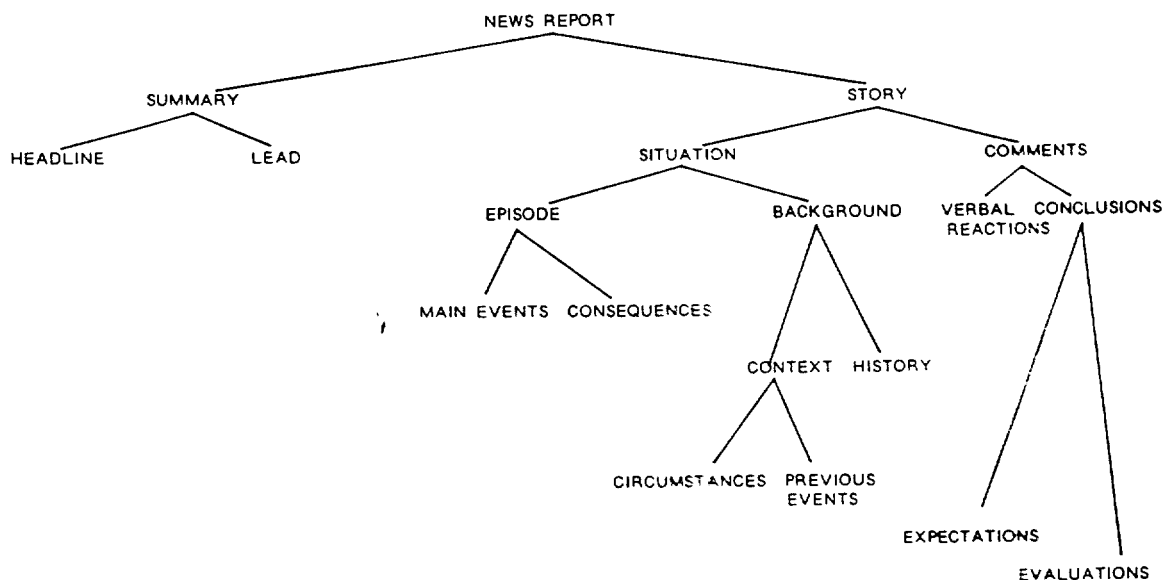 NEWS REPORT
SUMMARY STORY
HEADLINE LEAD SITUATION COMMENTS
EPISODE BACKGROUND VERBAL CONCLUSIONS
REACTIONS
MAIN EVENTS CONSEQUENCES
CONTEXT HISTORY
CIRCUMSTANCES PREVIOUS
EVENTS
EXPECTATIONS
EVALUATIONS